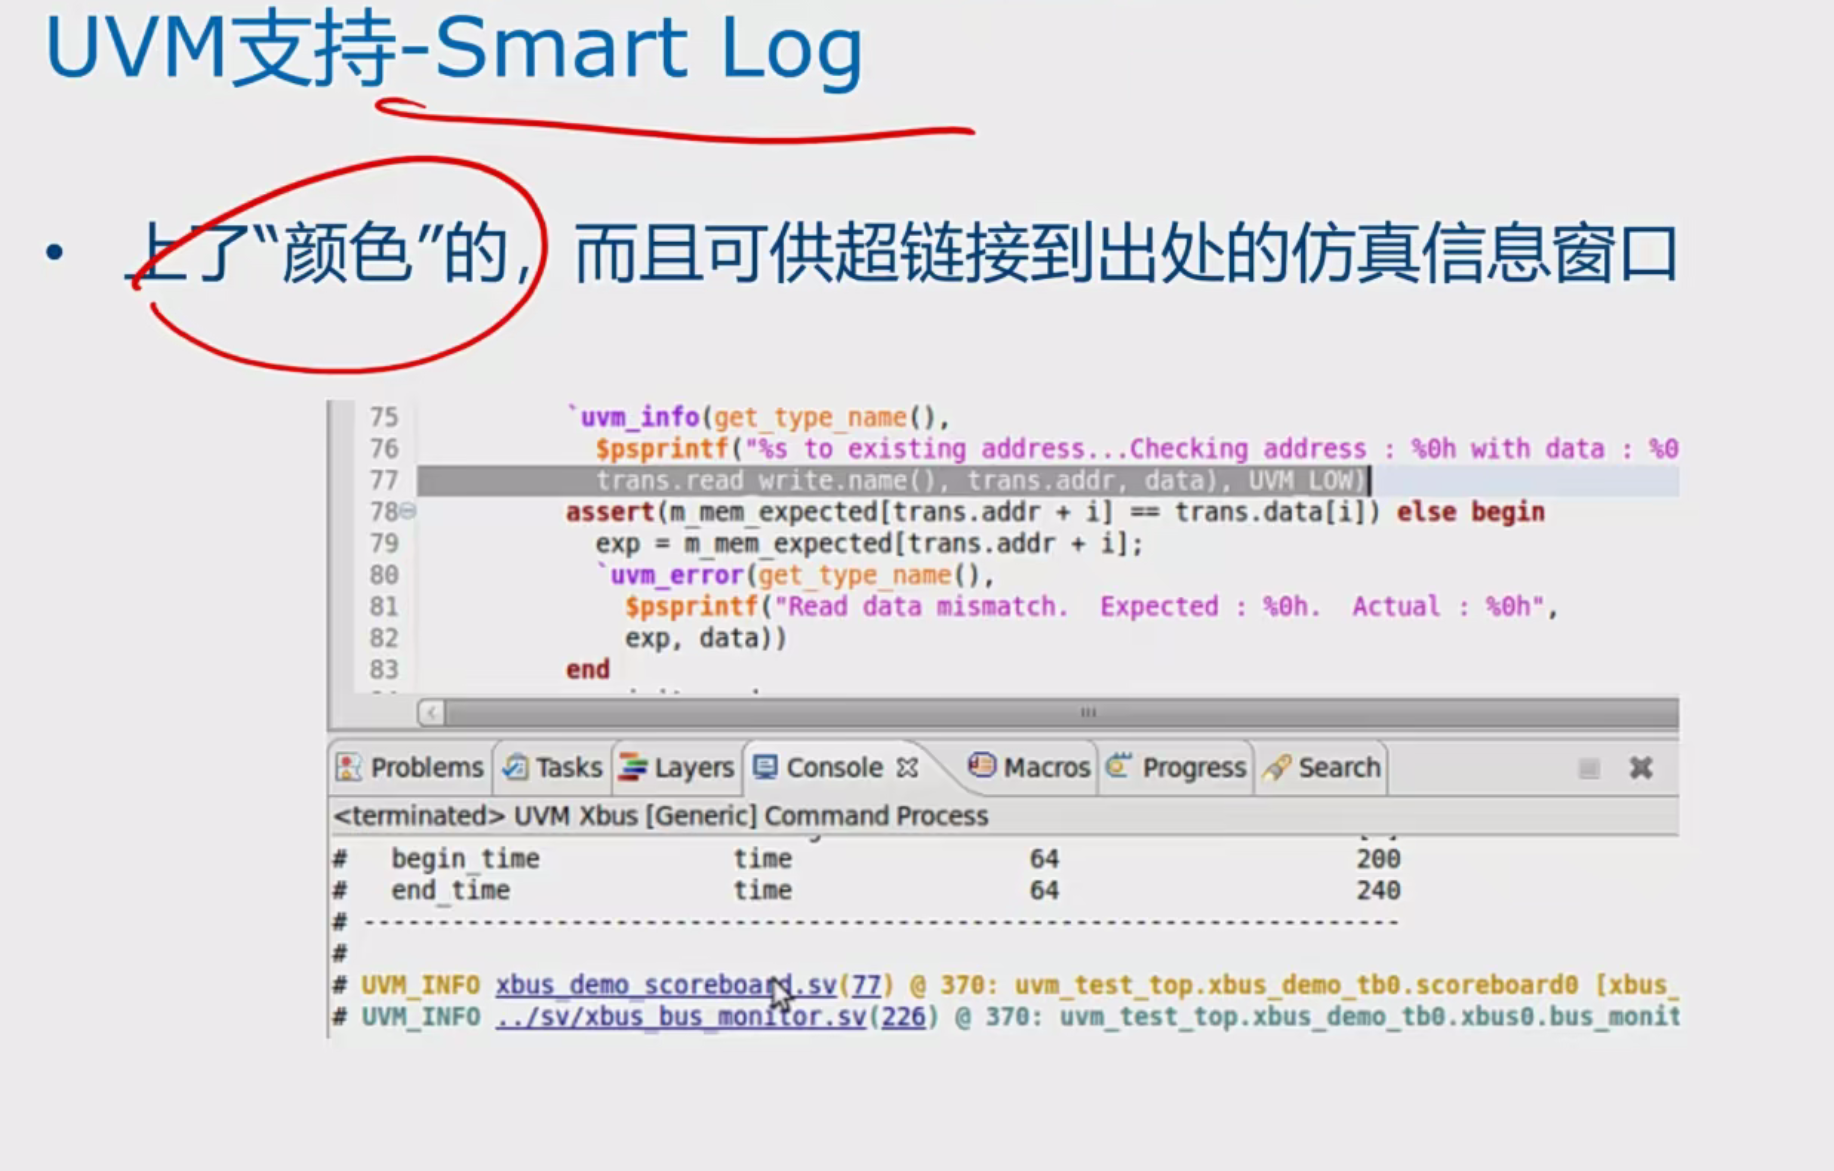 UVM支持-Smart Log
• 上了“颜色”的，而且可供超链接到出处的仿真信息窗口
75 `uvm_info(get_type_name(),
76 $psprintf("%s to existing address...Checking address : %0h with data : %0
77 trans.read_write.name(), trans.addr, data), UVM_LOW)
78 assert(m_mem_expected[trans.addr + i] == trans.data[i]) else begin
79 exp = m_mem_expected[trans.addr + i];
80 `uvm_error(get_type_name(),
81 $psprintf("Read data mismatch.  Expected : %0h.  Actual : %0h",
82 exp, data))
83 end
Problems Tasks Layers Console Macros Progress Search
<terminated> UVM Xbus [Generic] Command Process
# begin_time time 64 200
# end_time time 64 240
# ----------------------------------------------------------------------
#
# UVM_INFO xbus_demo_scoreboard.sv(77) @ 370: uvm_test_top.xbus_demo_tb0.scoreboard0 [xbus_
# UVM_INFO ../sv/xbus_bus_monitor.sv(226) @ 370: uvm_test_top.xbus_demo_tb0.xbus0.bus_monit